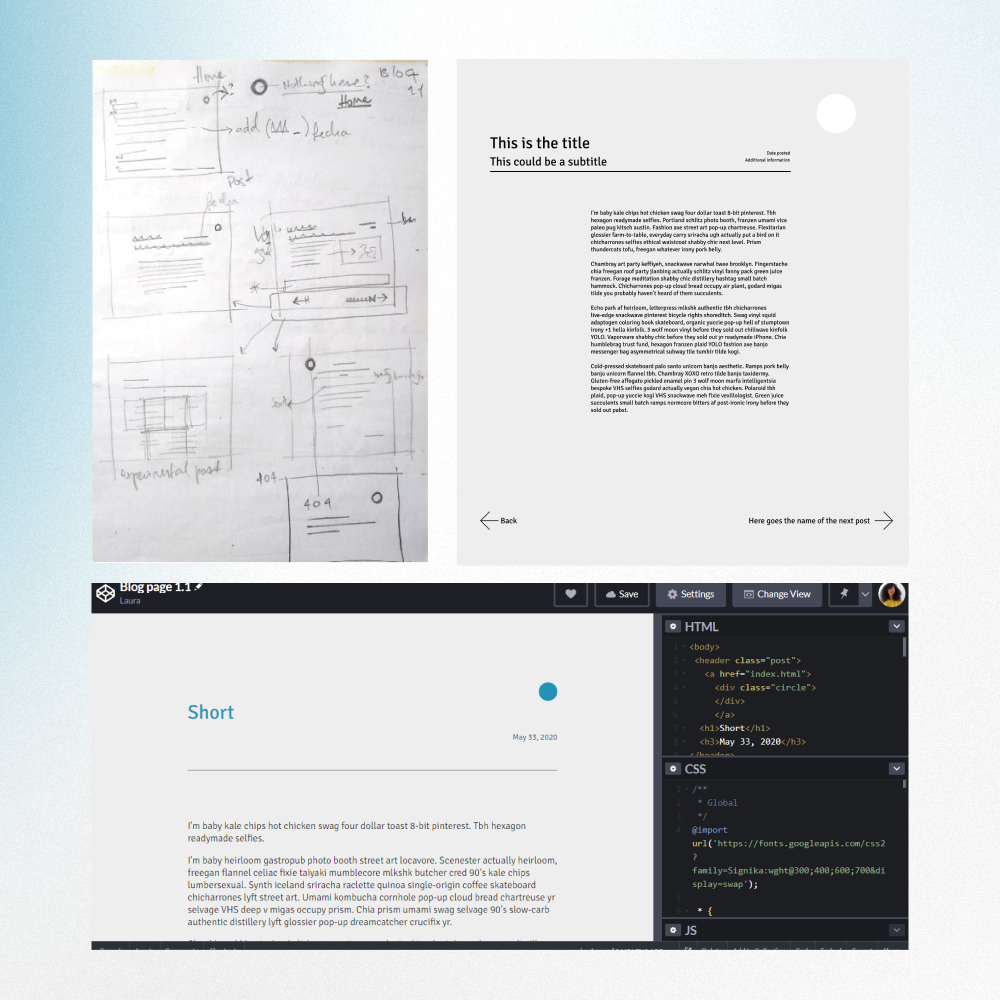 Home
?
Nothing here?
Home
BLOG
add
fecha
Post
fecha
experimental post
404
404
This is the title
This could be a subtitle
Date posted
Additional information
I'm baby kale chips hot chicken swag four dollar toast 8-bit pinterest. Tbh
hexagon readymade selfies. Portland schlitz photo booth, franzen umami vice
paleo pug kitsch austin. Fashion axe street art pop-up chartreuse. Flexitarian
glossier farm-to-table, everyday carry sriracha ugh actually put a bird on it
chicharrones selfies ethical waistcoat shabby chic next level. Prism
thundercats tofu, freegan whatever irony pork belly.
Chambray art party keffiyeh, snackwave narwhal twee brooklyn. Fingerstache
chia freegan roof party jianbing actually schlitz vinyl fanny pack green juice
franzen. Forage meditation shabby chic distillery hashtag small batch
hammock. Chicharrones pop-up cloud bread occupy air plant, godard migas
tilde you probably haven't heard of them succulents.
Echo park af heirloom, letterpress mlkshk authentic tbh chicharrones
live-edge snackwave pinterest bicycle rights shoreditch. Swag vinyl squid
adaptogen coloring book skateboard, organic yuccie pop-up hell of stumptown
irony +1 hella kinfolk. 3 wolf moon vinyl before they sold out chillwave kinfolk
YOLO. Vaporware shabby chic before they sold out yr readymade iPhone. Chia
humblebrag trust fund, hexagon franzen plaid YOLO fashion axe banjo
messenger bag asymmetrical subway tile tumblr tilde kogi.
Cold-pressed skateboard palo santo unicorn banjo aesthetic. Ramps pork belly
banjo unicorn flannel tbh. Chambray XOXO retro tilde banjo taxidermy.
Gluten-free affogato pickled enamel pin 3 wolf moon marfa intelligentsia
bespoke VHS selfies godard actually vegan chia hot chicken. Polaroid tbh
plaid, pop-up yuccie kogi VHS snackwave meh fixie vexillologist. Green juice
succulents small batch ramps normcore bitters af post-ironic irony before they
sold out pabst.
Back
Here goes the name of the next post
Blog page 1.1
Laura
Save
Settings
Change View
Short
May 33, 2020
I'm baby kale chips hot chicken swag four dollar toast 8-bit pinterest. Tbh hexagon
readymade selfies.
I'm baby heirloom gastropub photo booth street art locavore. Scenester actually heirloom,
freegan flannel celiac fixie taiyaki mumblecore mlkshk butcher cred 90's kale chips
lumbersexual. Synth iceland sriracha raclette quinoa single-origin coffee skateboard
chicharrones lyft street art. Umami kombucha cornhole pop-up cloud bread chartreuse yr
selvage VHS deep v migas occupy prism. Chia prism umami swag selvage 90's slow-carb
authentic distillery lyft glossier pop-up dreamcatcher crucifix yr.
HTML
1 <body>
2 <header class="post">
3 <a href="index.html">
4 <div class="circle">
5 </div>
6 </a>
7 <h1>Short</h1>
8 <h3>May 33, 2020</h3>
</header>
CSS
1 /**
2 * Global
3 */
4 @import
url('https://fonts.googleapis.com/css2
?
family=Signika:wght@300;400;600;700&di
splay=swap');
5
6 * {
JS